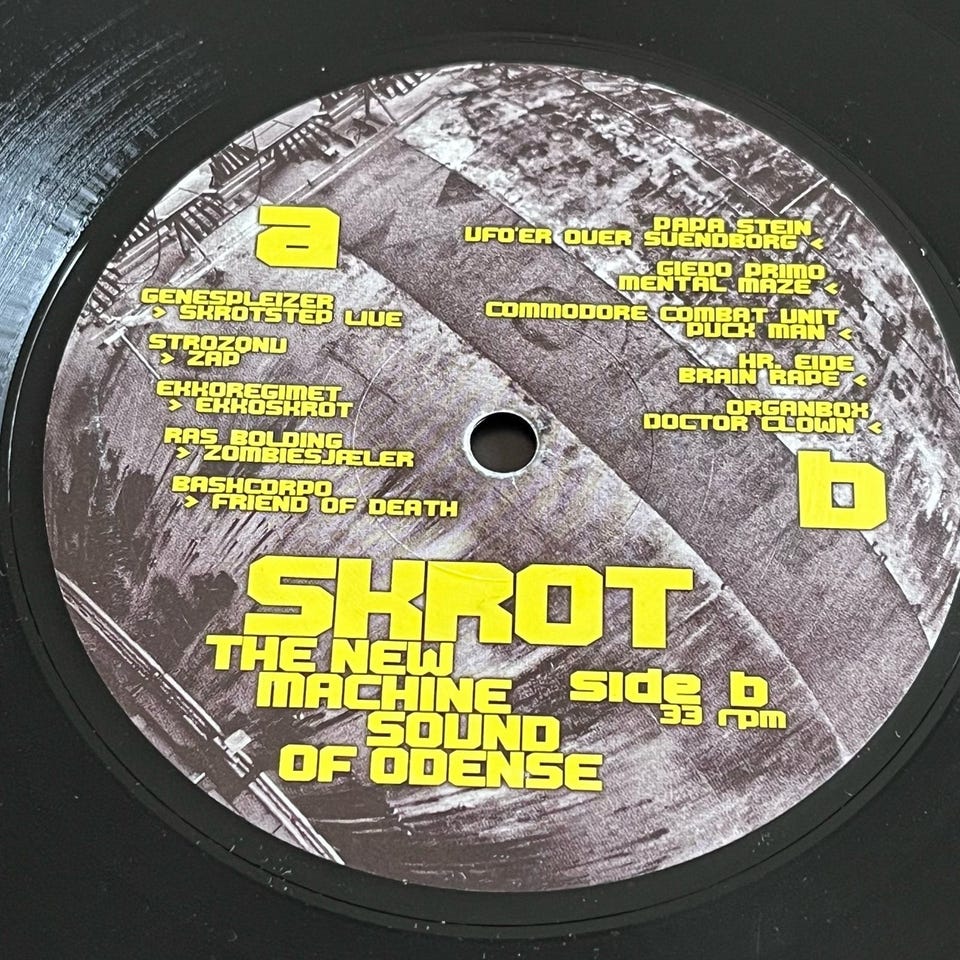 a
GENESPLEIZER
> SKROTSTEP LIVE
STROZONU
> ZAP
EKKOREGIMET
> EKKOSKROT
RAS BOLDING
> ZOMBIESJÆLER
BASHCORPO
> FRIEND OF DEATH
PAPA STEIN
UFO'ER OVER SVENDBORG <
GIEDO PRIMO
MENTAL MAZE <
COMMODORE COMBAT UNIT
PUCK MAN <
HR. EIDE
BRAIN RAPE <
ORGANBOX
DOCTOR CLOWN <
b
SKROT
THE NEW
MACHINE
SOUND
OF ODENSE
side b
33 rpm